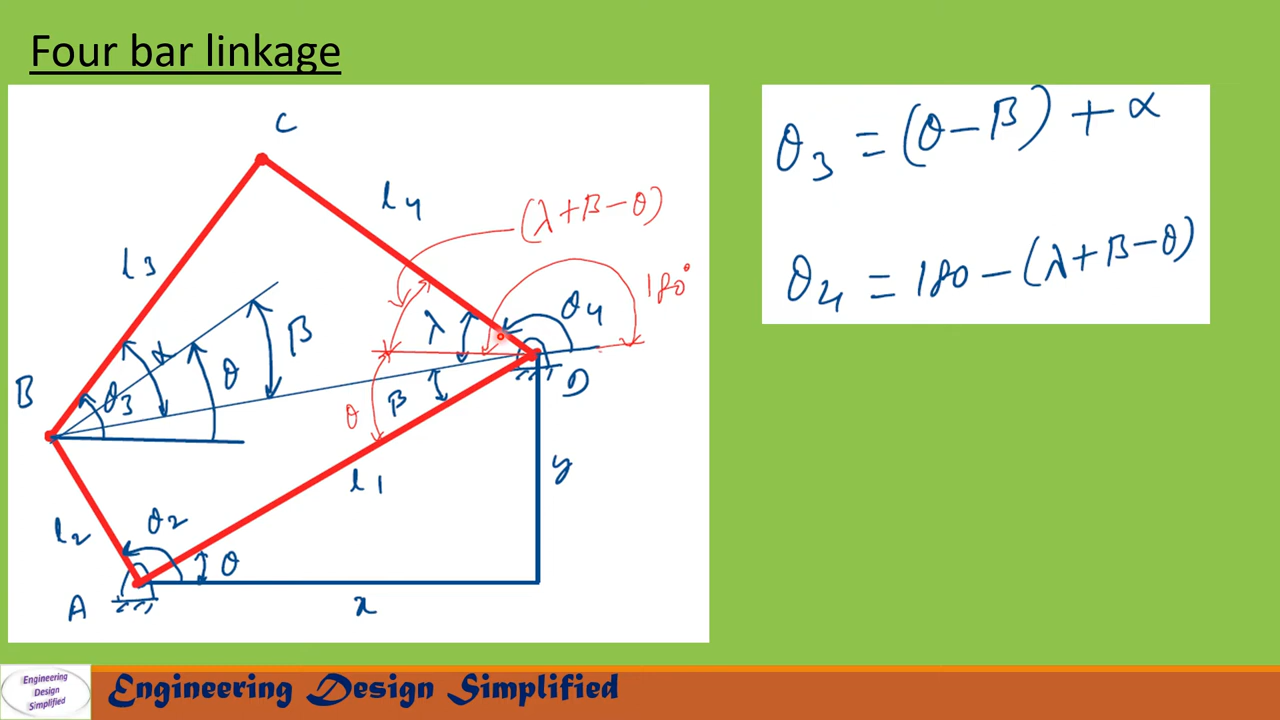 Four bar linkage
C
l4
(λ+β-θ)
l3
180°
θ4
λ
β
α
θ
θ3
B
θ
β
D
l1
y
l2
θ2
θ
A
x
θ3 = (θ-β) + α
θ4 = 180 - (λ+β-θ)
Engineering
Design
Simplified
Engineering Design Simplified